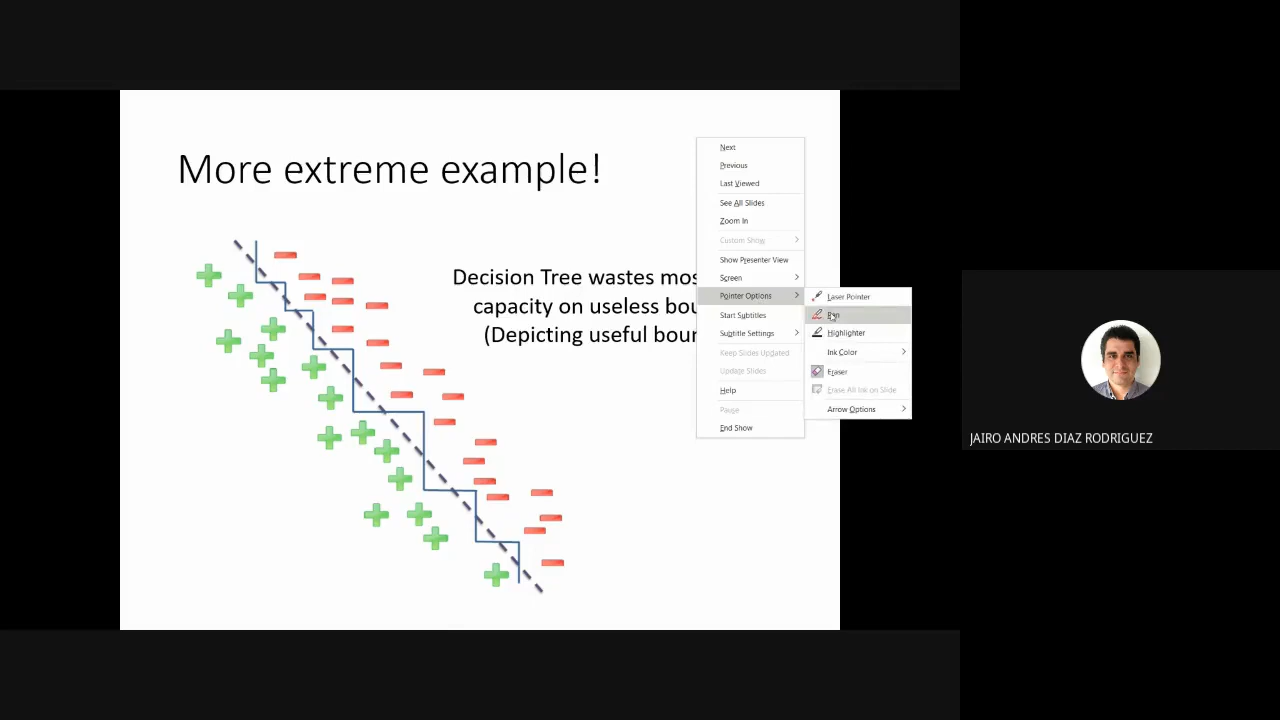 More extreme example!
Decision Tree wastes mos
capacity on useless bou
(Depicting useful boun
Next
Previous
Last Viewed
See All Slides
Zoom In
Custom Show
Show Presenter View
Screen
Pointer Options
Start Subtitles
Subtitle Settings
Keep Slides Updated
Update Slides
Help
Pause
End Show
Laser Pointer
Pen
Highlighter
Ink Color
Eraser
Erase All Ink on Slide
Arrow Options
JAIRO ANDRES DIAZ RODRIGUEZ